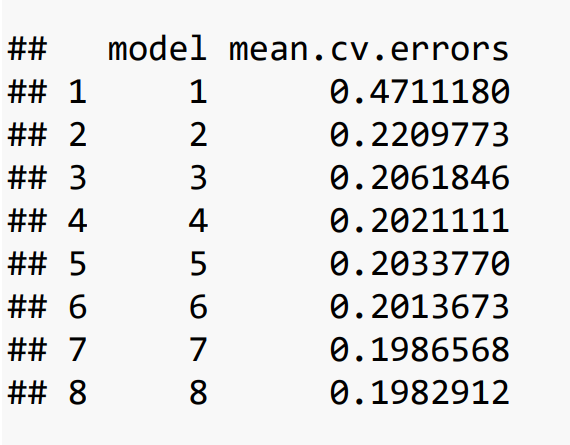 ##   model mean.cv.errors
## 1     1      0.4711180
## 2     2      0.2209773
## 3     3      0.2061846
## 4     4      0.2021111
## 5     5      0.2033770
## 6     6      0.2013673
## 7     7      0.1986568
## 8     8      0.1982912